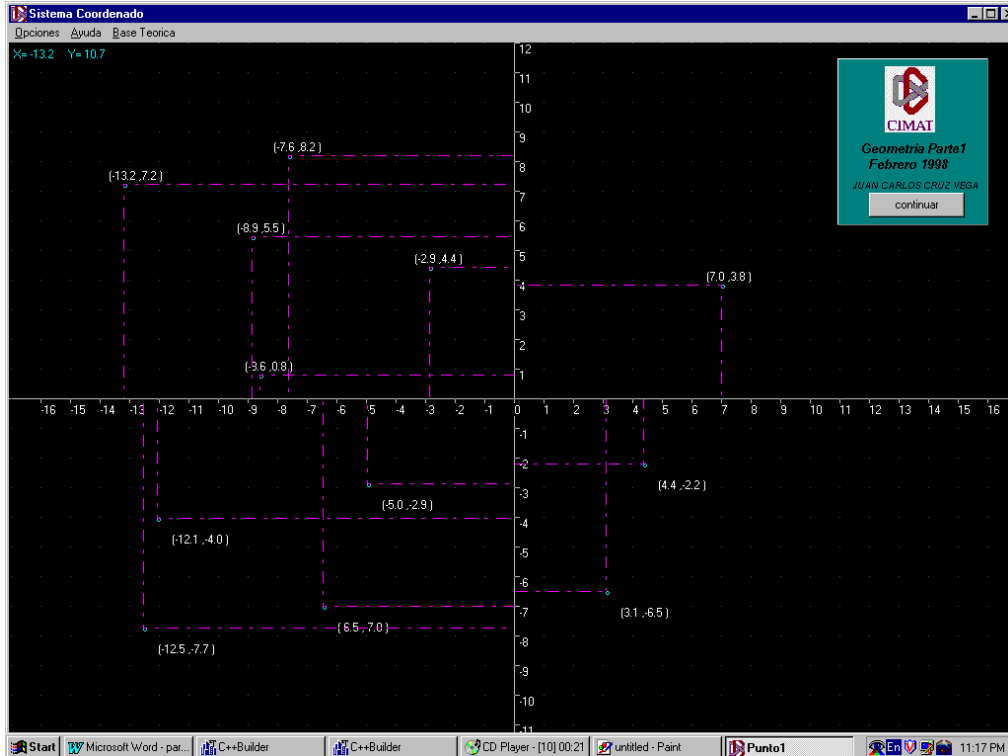 Sistema Coordenado
Opciones Ayuda Base Teorica
X= -13.2 Y= 10.7
CIMAT
Geometria Parte1
Febrero 1998
JUAN CARLOS CRUZ VEGA
continuar
12
11
10
9
(-7.6 ,8.2 )
8
(-13.2 ,7.2 )
7
6
(-8.9 ,5.5 )
5
(-2.9 ,4.4 )
(7.0 ,3.8 )
4
3
2
(-8.6 ,0.8 )
1
-16 -15 -14 -13 -12 -11 -10 -9 -8 -7 -6 -5 -4 -3 -2 -1 0 1 2 3 4 5 6 7 8 9 10 11 12 13 14 15 16
-1
-2
(4.4 ,-2.2 )
-3
(-5.0 ,-2.9 )
-4
(-12.1 ,-4.0 )
-5
-6
(3.1 ,-6.5 )
-7
(-6.5 ,-7.0 )
-8
(-12.5 ,-7.7 )
-9
-10
-11
Start Microsoft Word - par... C++Builder C++Builder CD Player - [10] 00:21 untitled - Paint Punto1 En 11:17 PM